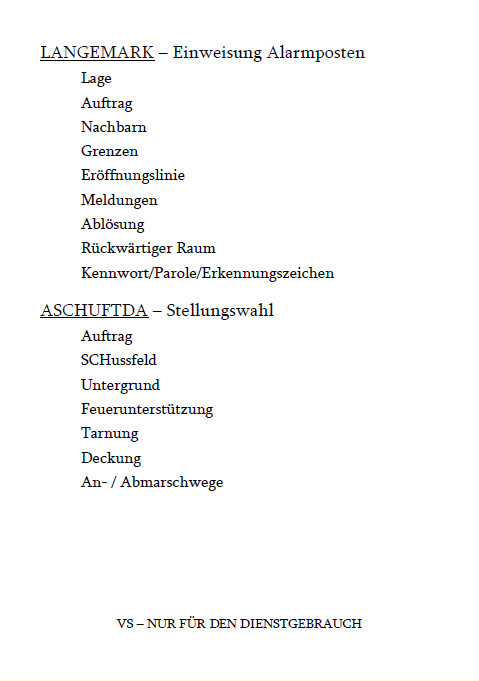 LANGEMARK – Einweisung Alarmposten
Lage
Auftrag
Nachbarn
Grenzen
Eröffnungslinie
Meldungen
Ablösung
Rückwärtiger Raum
Kennwort/Parole/Erkennungszeichen
ASCHUFTDA – Stellungswahl
Auftrag
SCHussfeld
Untergrund
Feuerunterstützung
Tarnung
Deckung
An- / Abmarschwege
VS – NUR FÜR DEN DIENSTGEBRAUCH